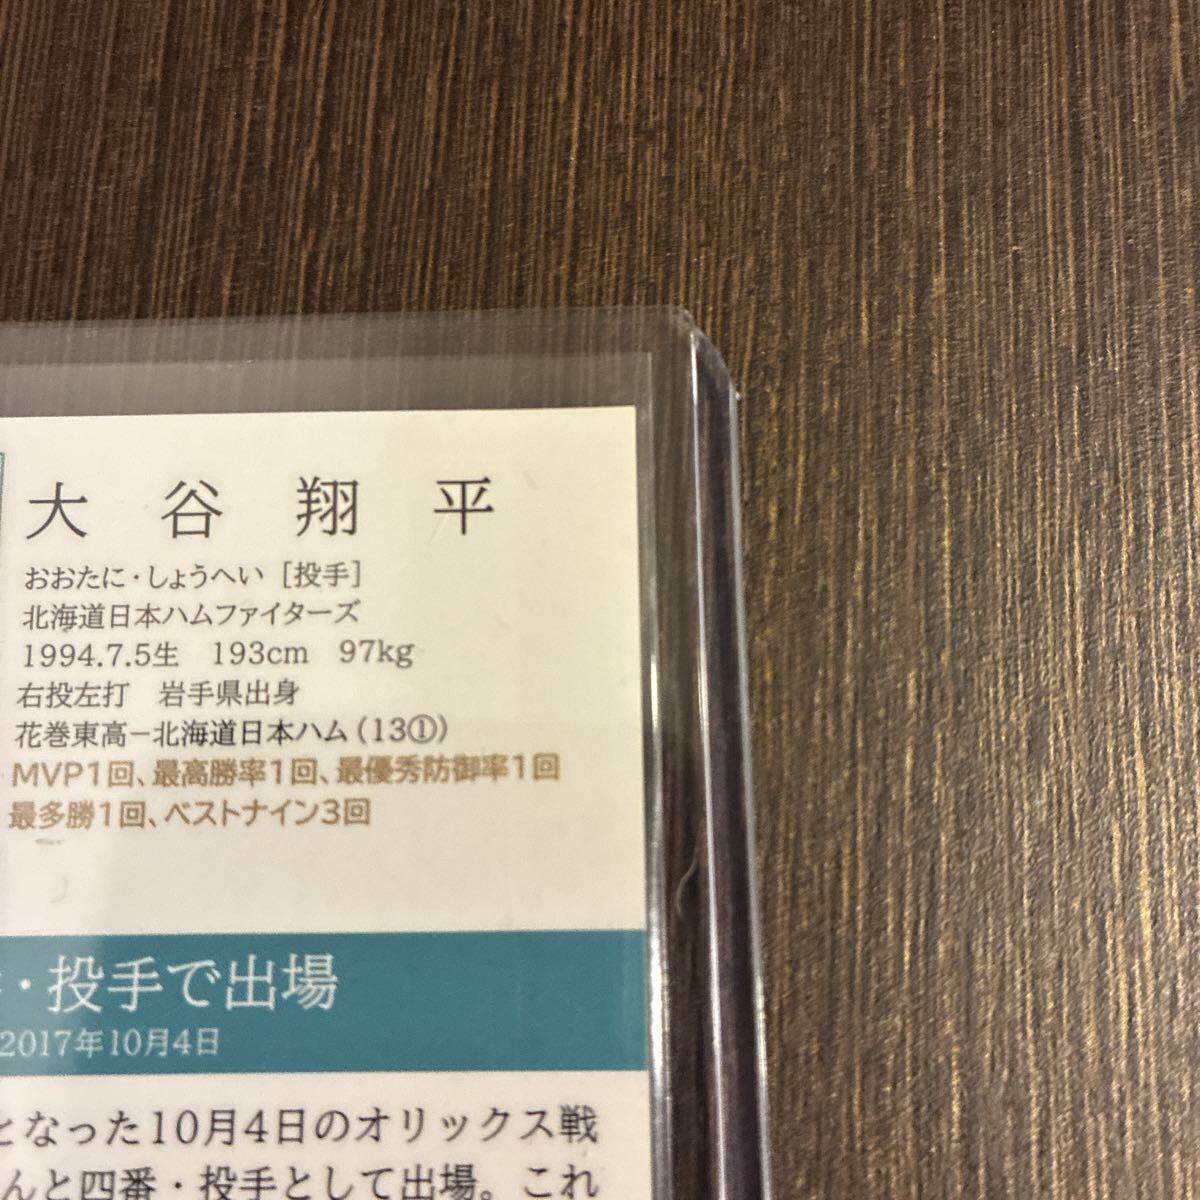 大谷翔平
おおたに・しょうへい［投手］
北海道日本ハムファイターズ
1994.7.5生　193cm　97kg
右投左打　岩手県出身
花巻東高－北海道日本ハム（13①）
MVP1回、最高勝率1回、最優秀防御率1回
最多勝1回、ベストナイン3回
・投手で出場
2017年10月4日
となった10月4日のオリックス戦
んと四番・投手として出場。これ